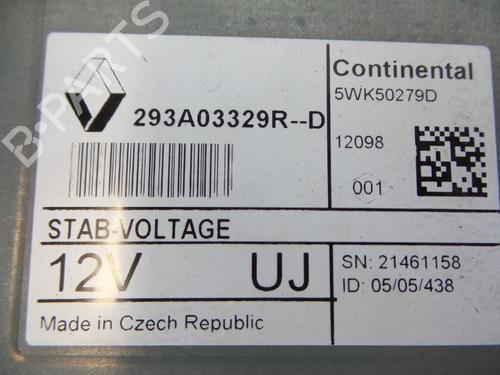 B-PARTS
Continental
5WK50279D
293A03329R--D
12098
001
STAB-VOLTAGE
12V UJ
SN: 21461158
ID: 05/05/438
Made in Czech Republic